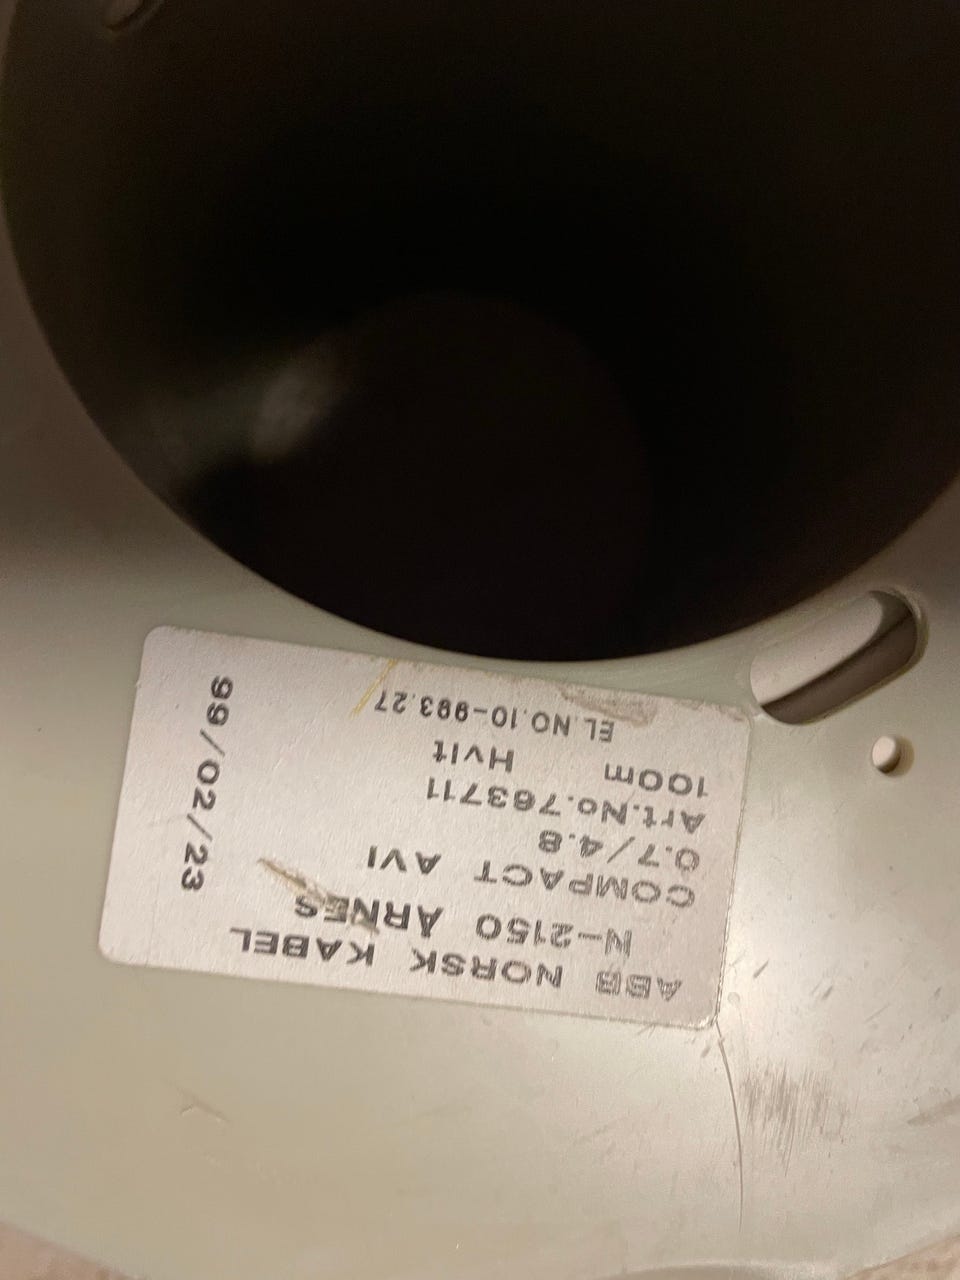 ABB NORSK KABEL
N-2150 ÅRNES
COMPACT AVI
0.7/4.8
Art.No.763711
100m Hvit
EL.NO.10-993.27
99/02/23